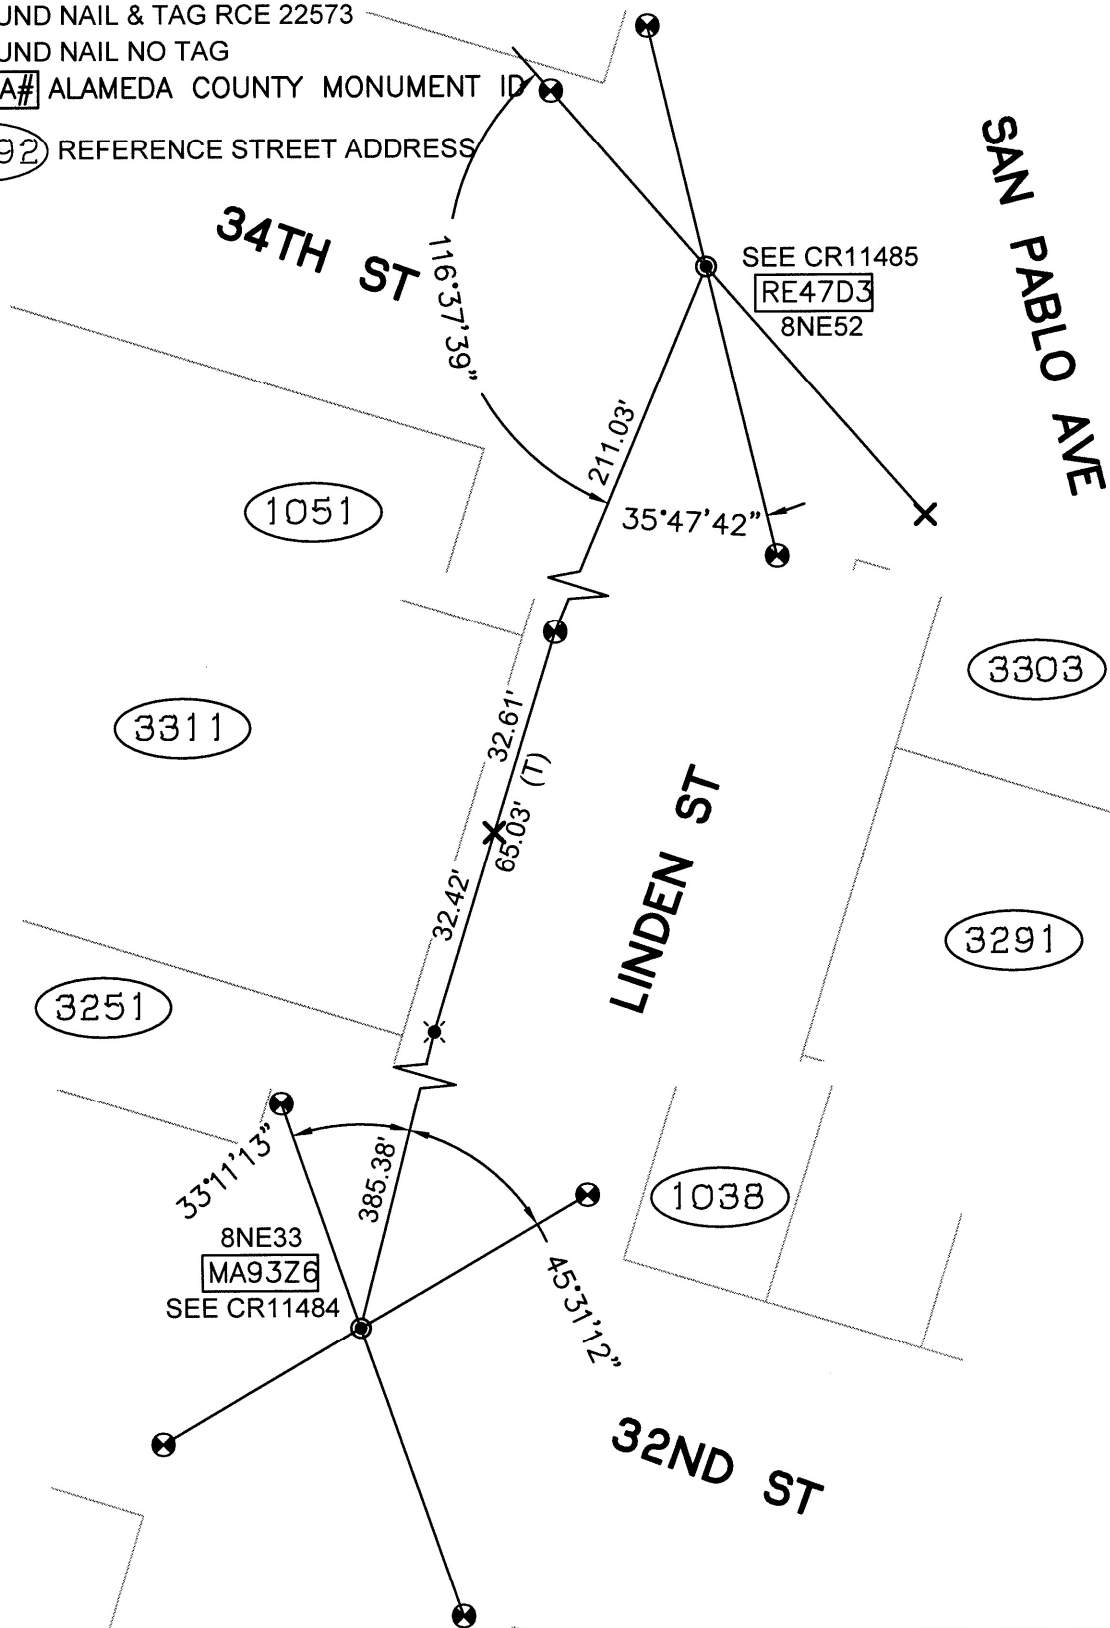 UND NAIL & TAG RCE 22573
UND NAIL NO TAG
A# ALAMEDA COUNTY MONUMENT ID
92 REFERENCE STREET ADDRESS
34TH ST
SAN PABLO AVE
116°37'39"
SEE CR11485
RE47D3
8NE52
211.03'
35°47'42"
1051
3303
3311
32.61'
65.03' (T)
32.42'
LINDEN ST
3291
3251
33°11'13"
385.38'
1038
8NE33
MA93Z6
SEE CR11484
45°31'12"
32ND ST